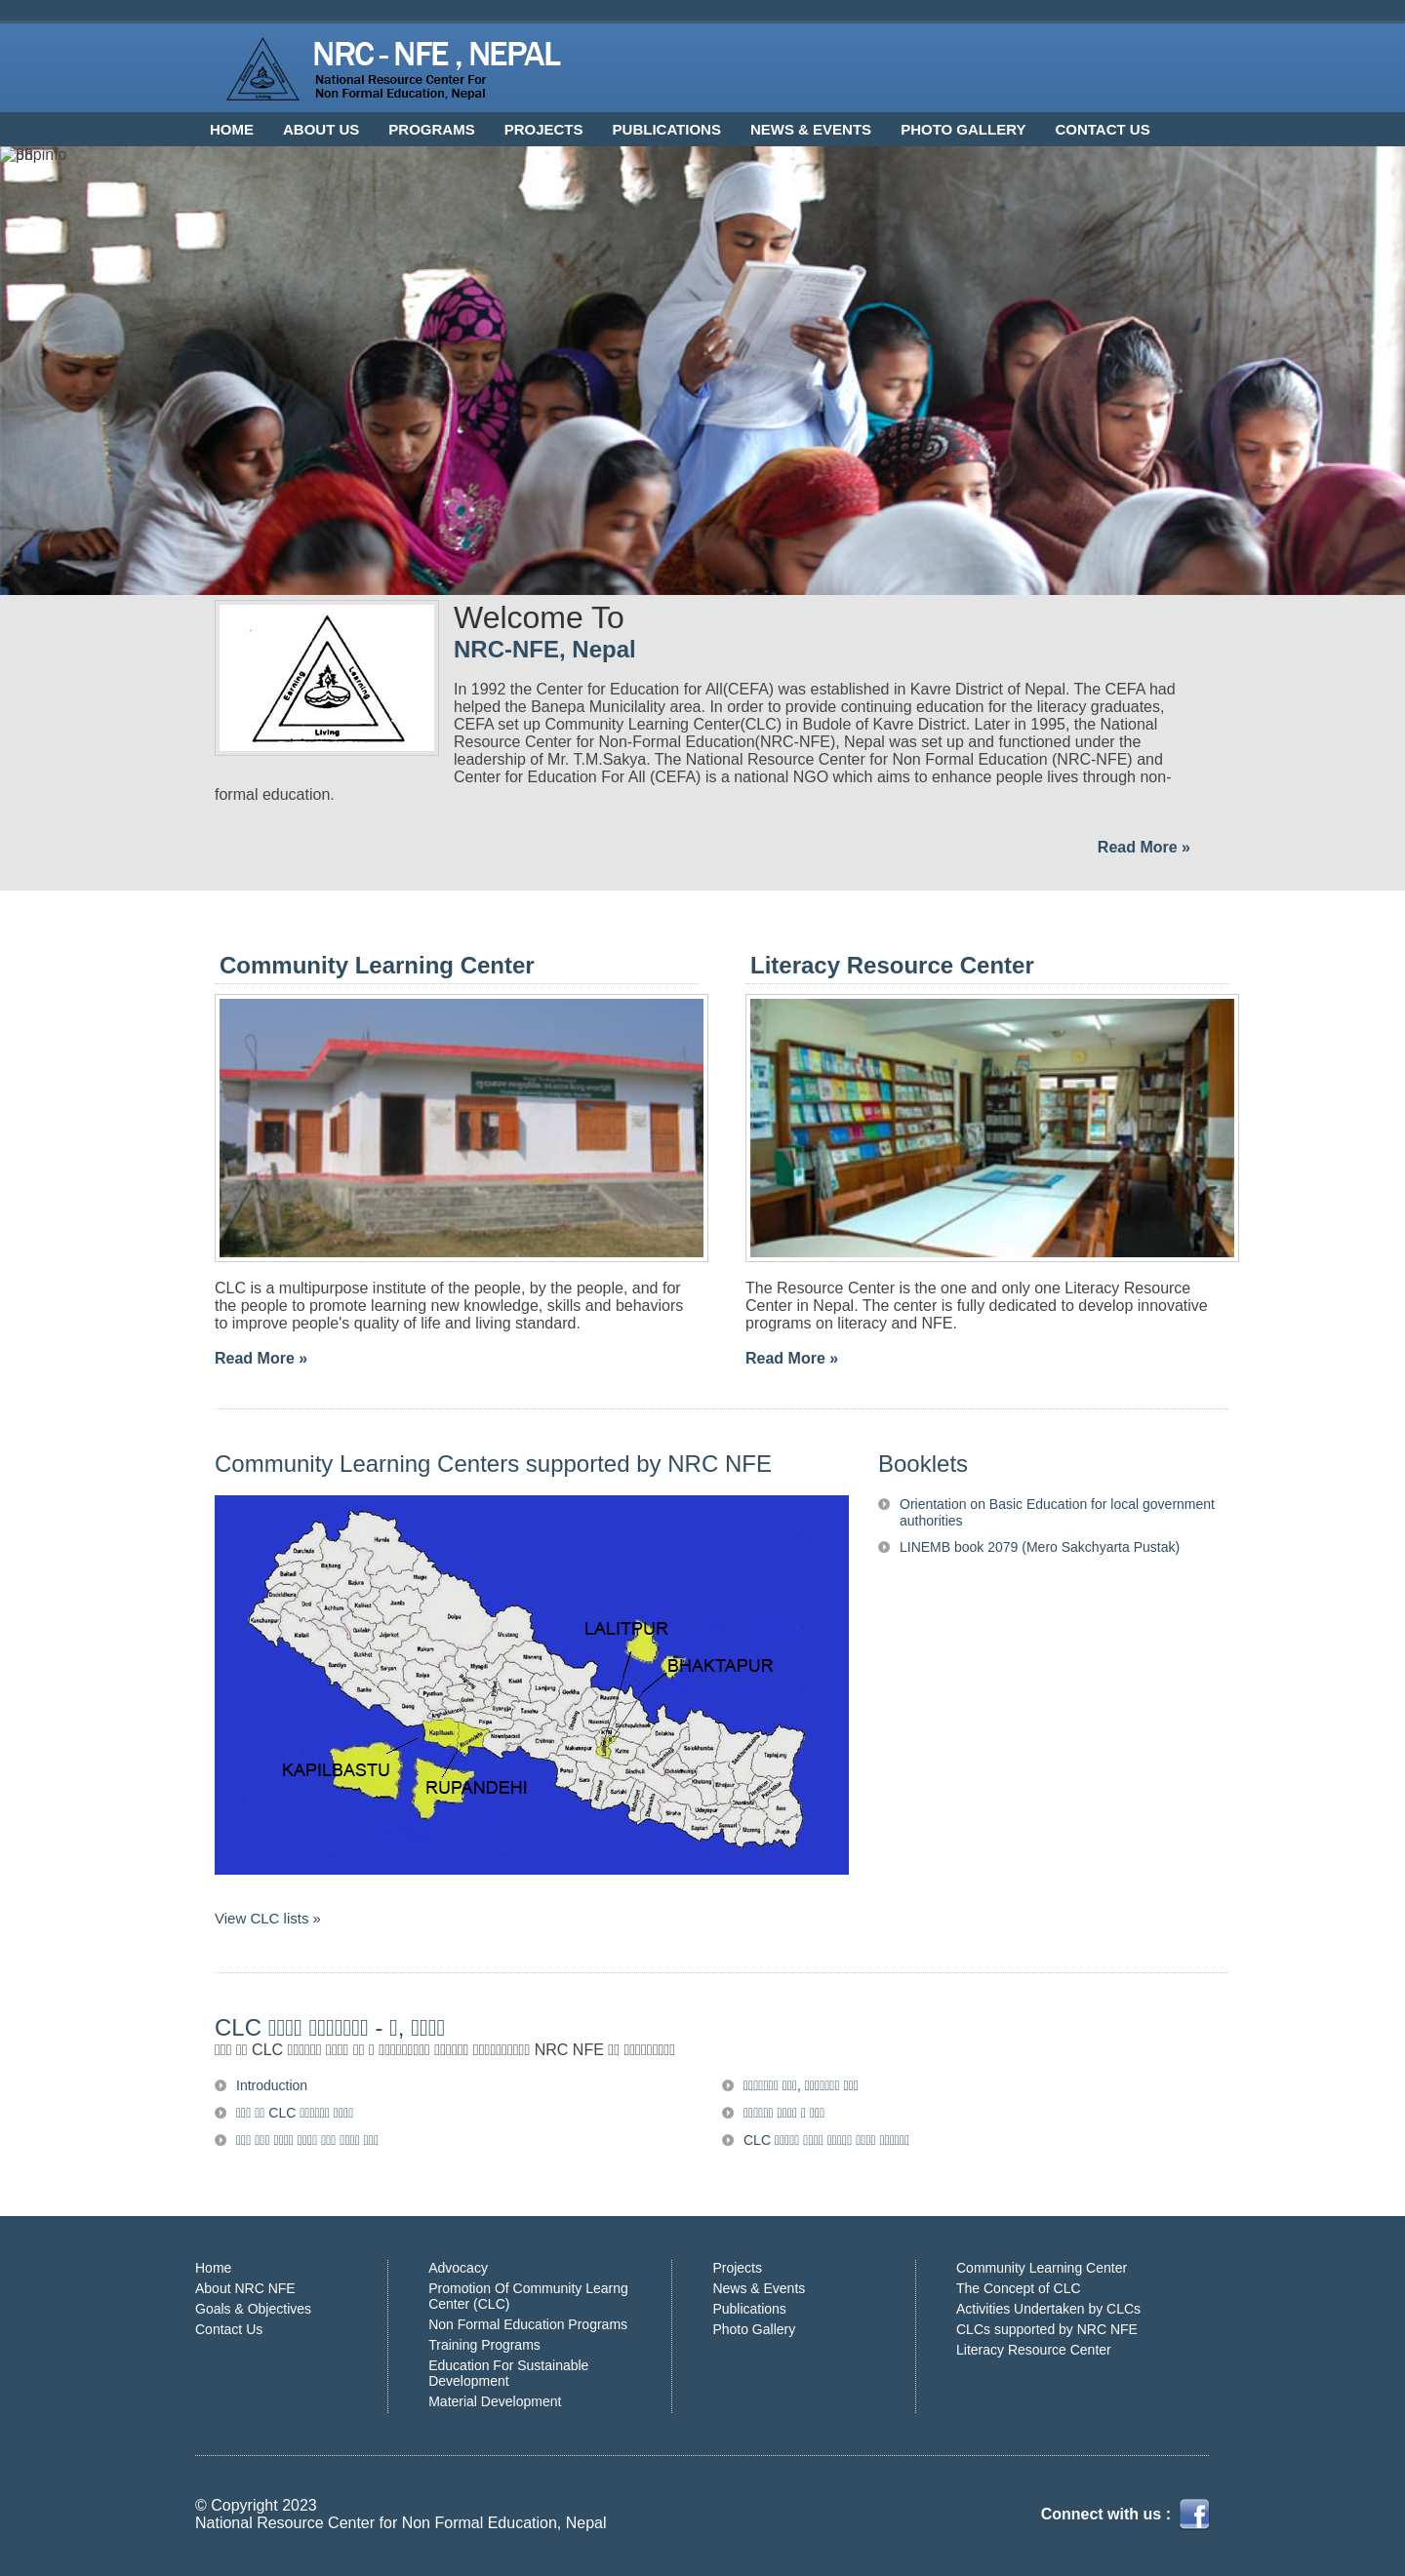 NRC - NFE , NEPAL
National Resource Center For
Non Formal Education, Nepal
HOME ABOUT US PROGRAMS PROJECTS PUBLICATIONS NEWS & EVENTS PHOTO GALLERY CONTACT US
Welcome To
NRC-NFE, Nepal
Earning Learning
Living
In 1992 the Center for Education for All(CEFA) was established in Kavre District of Nepal. The CEFA had
helped the Banepa Municilality area. In order to provide continuing education for the literacy graduates,
CEFA set up Community Learning Center(CLC) in Budole of Kavre District. Later in 1995, the National
Resource Center for Non-Formal Education(NRC-NFE), Nepal was set up and functioned under the
leadership of Mr. T.M.Sakya. The National Resource Center for Non Formal Education (NRC-NFE) and
Center for Education For All (CEFA) is a national NGO which aims to enhance people lives through non-
formal education.
Read More »
Community Learning Center
Literacy Resource Center
CLC is a multipurpose institute of the people, by the people, and for
the people to promote learning new knowledge, skills and behaviors
to improve people's quality of life and living standard.
Read More »
The Resource Center is the one and only one Literacy Resource
Center in Nepal. The center is fully dedicated to develop innovative
programs on literacy and NFE.
Read More »
Community Learning Centers supported by NRC NFE
LALITPUR
BHAKTAPUR
KAPILBASTU
RUPANDEHI
View CLC lists »
Booklets
Orientation on Basic Education for local government
authorities
LINEMB book 2079 (Mero Sakchyarta Pustak)
CLC
CLC NRC NFE
Introduction
CLC
CLC
Home
About NRC NFE
Goals & Objectives
Contact Us
Advocacy
Promotion Of Community Learng
Center (CLC)
Non Formal Education Programs
Training Programs
Education For Sustainable
Development
Material Development
Projects
News & Events
Publications
Photo Gallery
Community Learning Center
The Concept of CLC
Activities Undertaken by CLCs
CLCs supported by NRC NFE
Literacy Resource Center
© Copyright 2023
National Resource Center for Non Formal Education, Nepal
Connect with us :